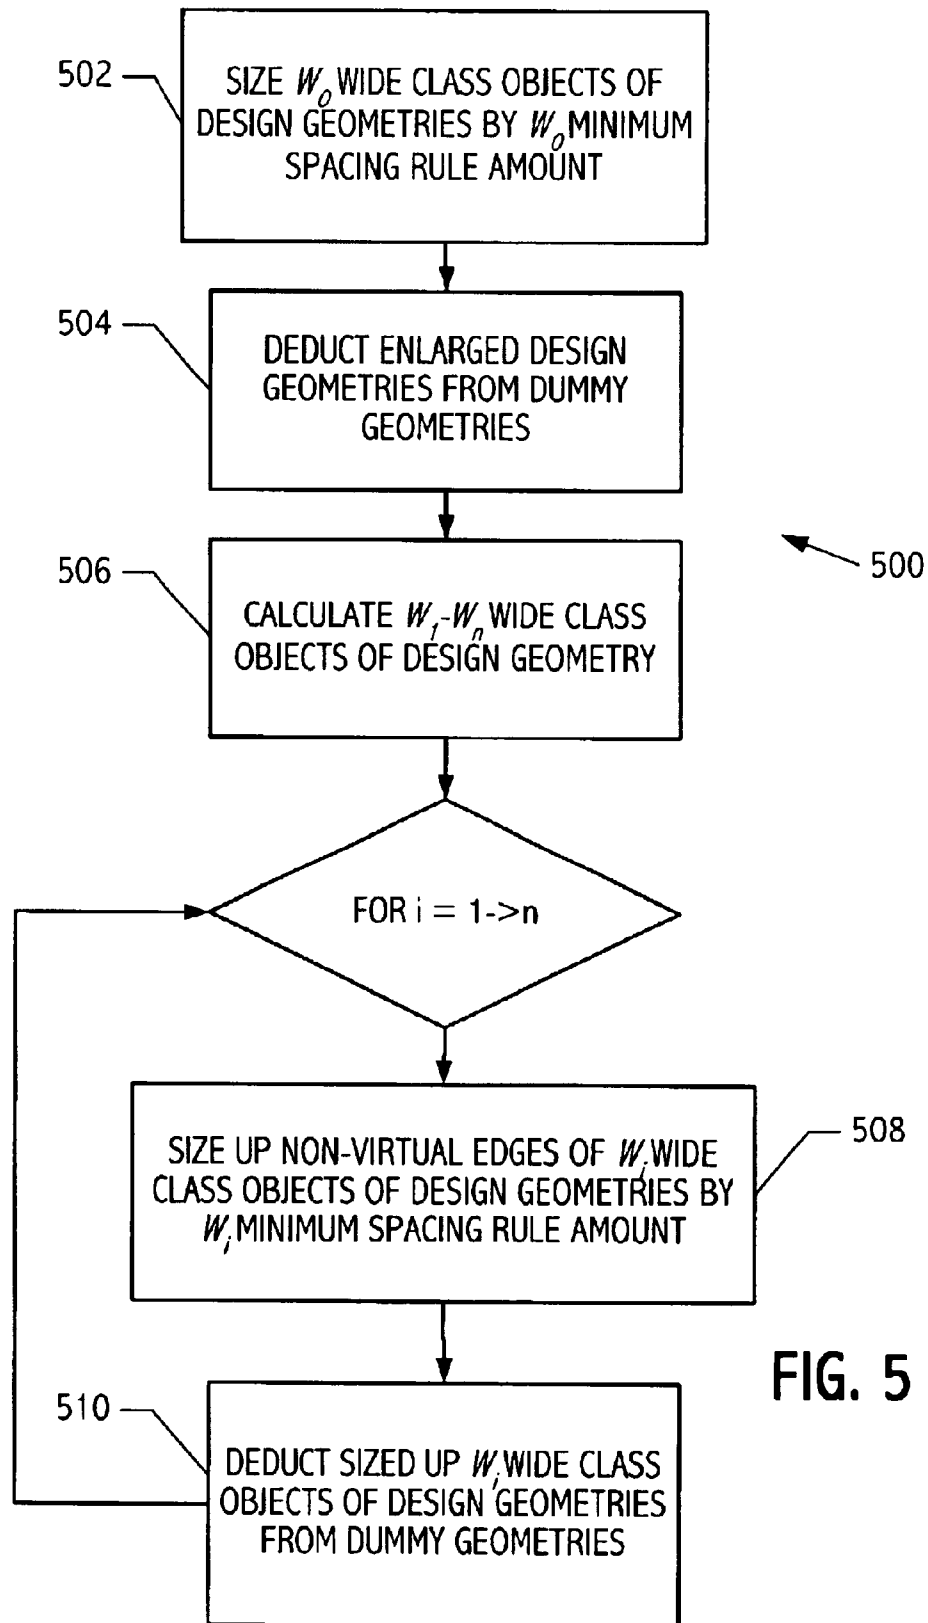 502
SIZE W0 WIDE CLASS OBJECTS OF
DESIGN GEOMETRIES BY W0 MINIMUM
SPACING RULE AMOUNT
504
DEDUCT ENLARGED DESIGN
GEOMETRIES FROM DUMMY
GEOMETRIES
500
506
CALCULATE W1-Wn WIDE CLASS
OBJECTS OF DESIGN GEOMETRY
FOR i = 1->n
508
SIZE UP NON-VIRTUAL EDGES OF Wi WIDE
CLASS OBJECTS OF DESIGN GEOMETRIES BY
Wi MINIMUM SPACING RULE AMOUNT
FIG. 5
510
DEDUCT SIZED UP Wi WIDE CLASS
OBJECTS OF DESIGN GEOMETRIES
FROM DUMMY GEOMETRIES